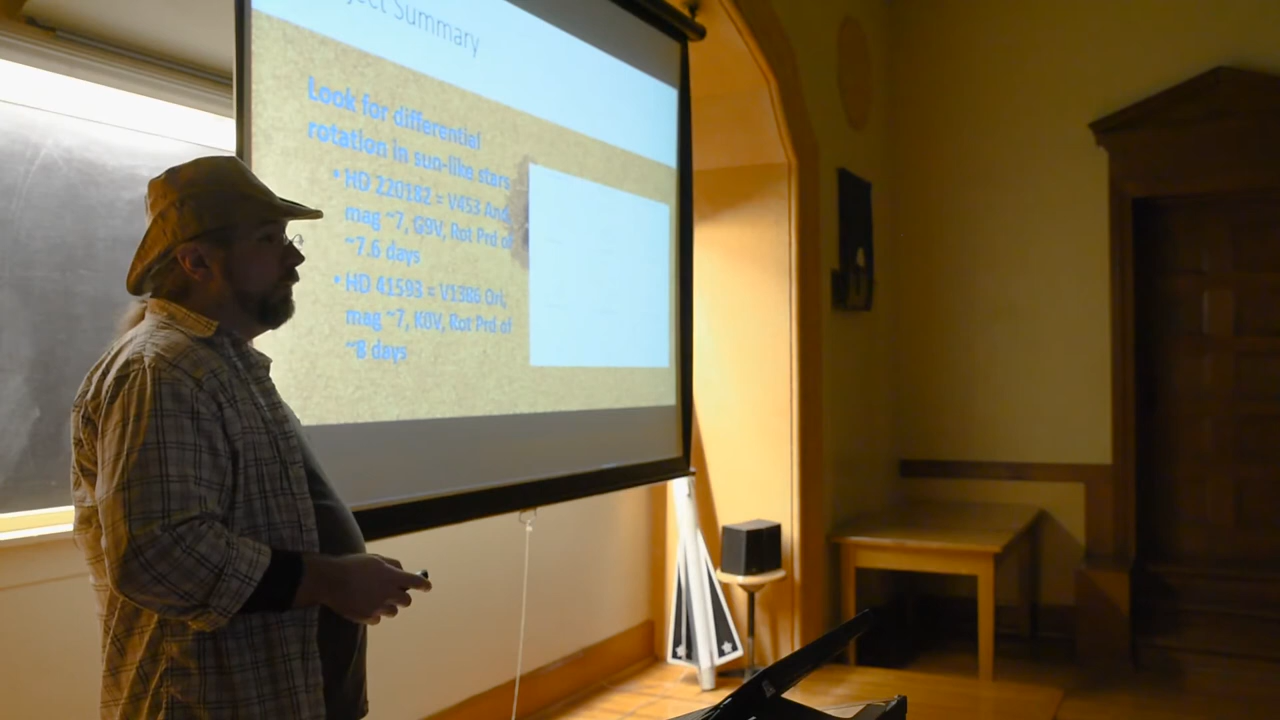 ject Summary
Look for differential
rotation in sun-like stars
• HD 220182 = V453 And,
mag ~7, G9V, Rot Prd of
~7.6 days
• HD 41593 = V1386 Ori,
mag ~7, K0V, Rot Prd of
~8 days